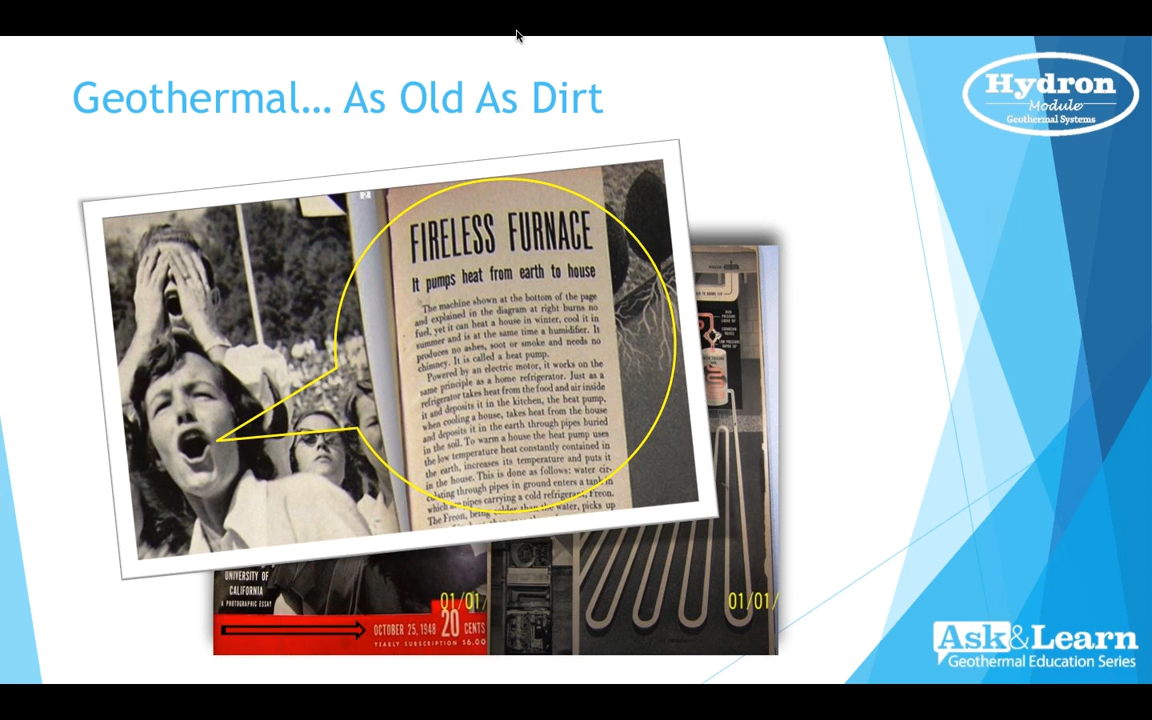 Geothermal... As Old As Dirt
Hydron
Module
Geothermal Systems
FIRELESS FURNACE
It pumps heat from earth to house
The machine shown at the bottom of the page
and explained in the diagram at right burns no
fuel, yet it can heat a house in winter, cool it in
summer and is at the same time a humidifier. It
produces no ashes, soot or smoke and needs no
chimney. It is called a heat pump.
Powered by an electric motor, it works on the
same principle as a home refrigerator. Just as a
refrigerator takes heat from the food and air inside
it and deposits it in the kitchen, the heat pump,
when cooling a house, takes heat from the house
and deposits it in the earth through pipes buried
in the soil. To warm a house the heat pump uses
the low temperature heat constantly contained in
the earth, increases its temperature and puts it
in the house. This is done as follows: water cir-
lating through pipes in ground enters a tank in
which are pipes carrying a cold refrigerant, Freon.
The Freon, being colder than the water, picks up
UNIVERSITY OF
CALIFORNIA
A PHOTOGRAPHIC ESSAY
01/01/
OCTOBER 25, 1948 20 CENTS
YEARLY SUBSCRIPTION $6.00
01/01/
Ask&Learn
Geothermal Education Series